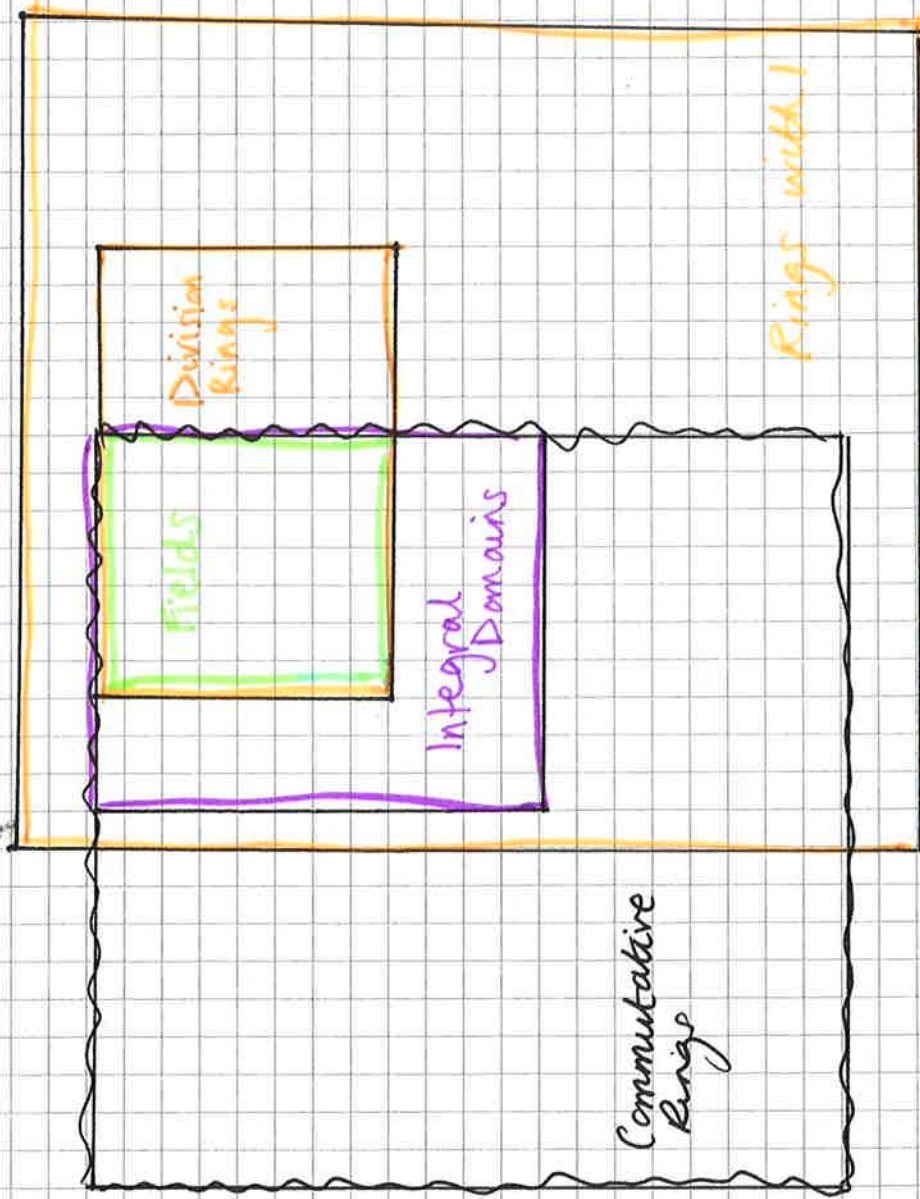 Commutative
Rings
Integral
Domains
Fields
Division
Rings
Rings with 1